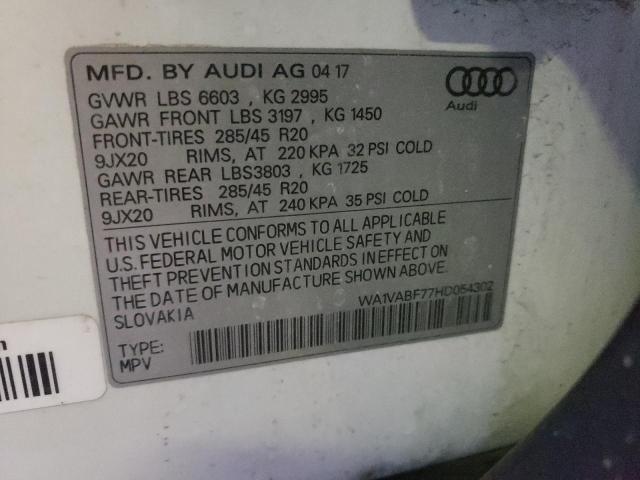 MFD. BY AUDI AG 04 17
Audi
GVWR LBS 6603 , KG 2995
GAWR FRONT LBS 3197 , KG 1450
FRONT-TIRES 285/45 R20
9JX20 RIMS, AT 220 KPA 32 PSI COLD
GAWR REAR LBS3803 , KG 1725
REAR-TIRES 285/45 R20
9JX20 RIMS, AT 240 KPA 35 PSI COLD
THIS VEHICLE CONFORMS TO ALL APPLICABLE
U.S. FEDERAL MOTOR VEHICLE SAFETY AND
THEFT PREVENTION STANDARDS IN EFFECT ON
THE DATE OF MANUFACTURE SHOWN ABOVE.
SLOVAKIA
WA1VABF77HD054302
TYPE:
MPV